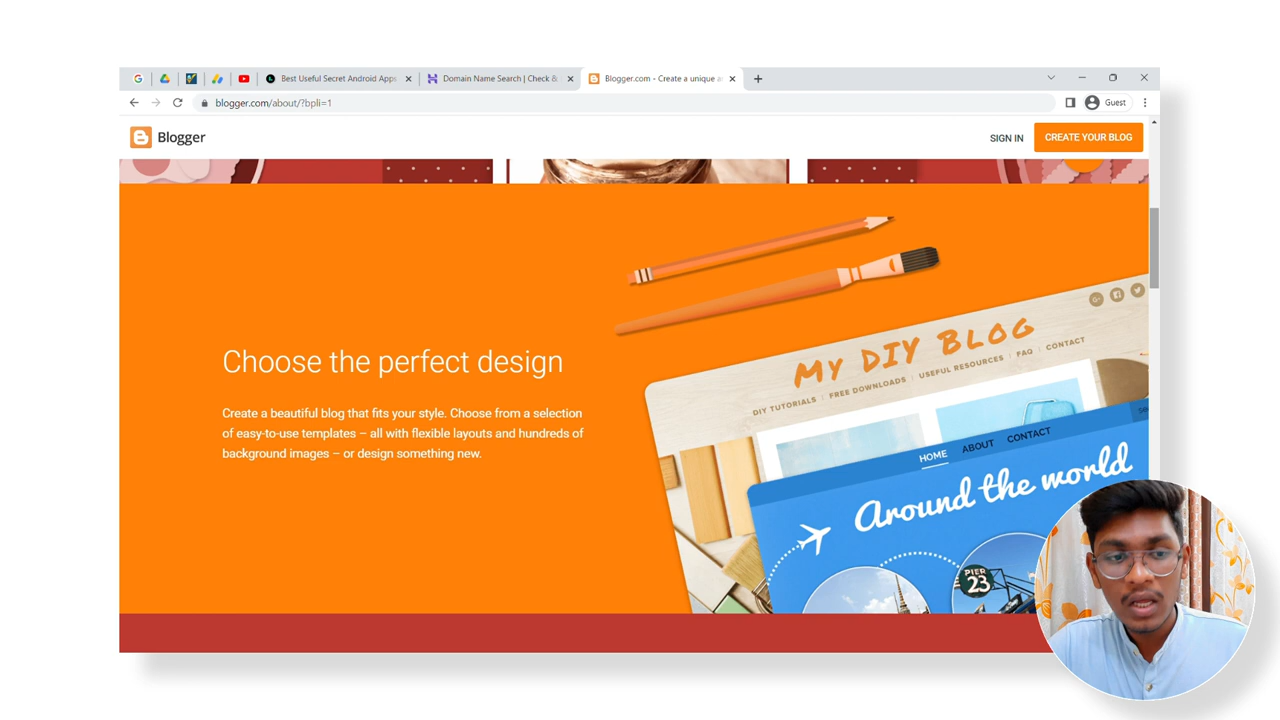 Best Useful Secret Android Apps
Domain Name Search | Check &
Blogger.com - Create a unique a
blogger.com/about/?bpli=1
Guest
Blogger
SIGN IN
CREATE YOUR BLOG
Choose the perfect design
Create a beautiful blog that fits your style. Choose from a selection
of easy-to-use templates – all with flexible layouts and hundreds of
background images – or design something new.
My DIY Blog
DIY TUTORIALS | FREE DOWNLOADS | USEFUL RESOURCES | FAQ | CONTACT
HOME ABOUT CONTACT
Around the world
PIER
23